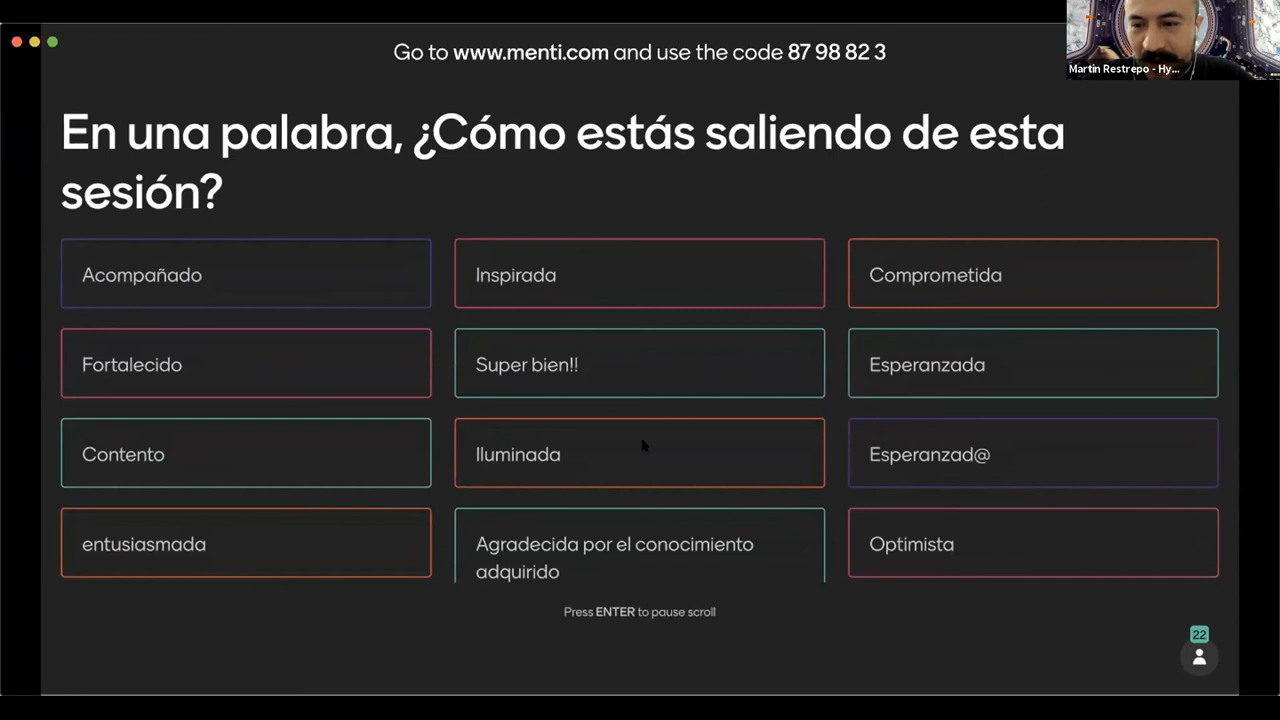 Go to www.menti.com and use the code 87 98 82 3
Martin Restrepo - Hy...
En una palabra, ¿Cómo estás saliendo de esta
sesión?
Acompañado
Inspirada
Comprometida
Fortalecido
Super bien!!
Esperanzada
Contento
Iluminada
Esperanzad@
entusiasmada
Agradecida por el conocimiento
adquirido
Optimista
Press ENTER to pause scroll
22